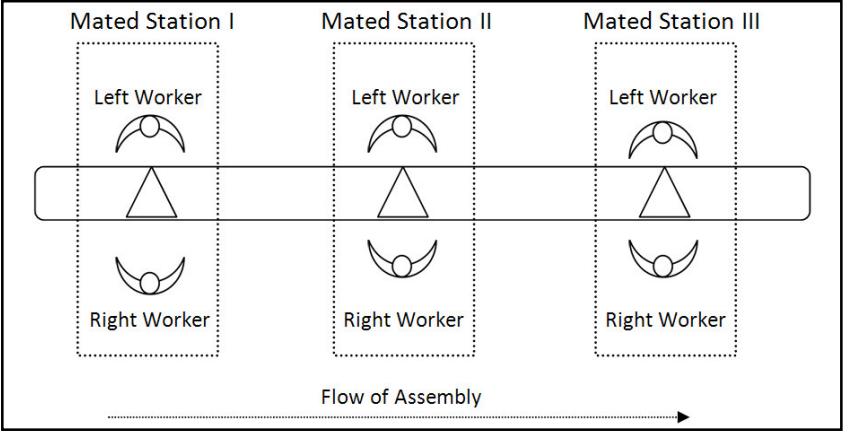 Mated Station I
Mated Station II
Mated Station III
Left Worker
Left Worker
Left Worker
Right Worker
Right Worker
Right Worker
Flow of Assembly